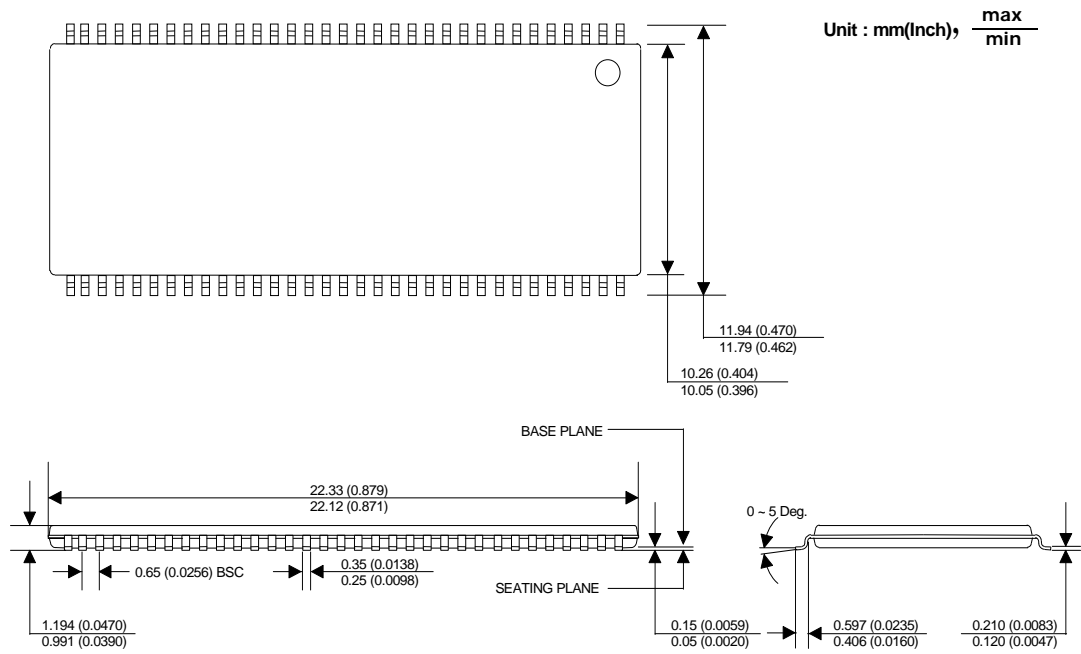 Unit : mm(Inch), max
min
11.94 (0.470)
11.79 (0.462)
10.26 (0.404)
10.05 (0.396)
BASE PLANE
22.33 (0.879)
22.12 (0.871)
0 ~ 5 Deg.
0.65 (0.0256) BSC
0.35 (0.0138)
0.25 (0.0098)
SEATING PLANE
1.194 (0.0470)
0.991 (0.0390)
0.15 (0.0059)
0.05 (0.0020)
0.597 (0.0235)
0.406 (0.0160)
0.210 (0.0083)
0.120 (0.0047)